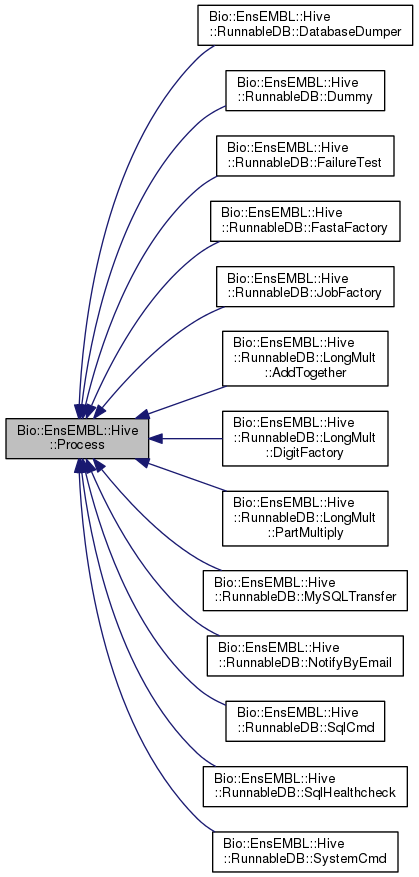 Bio::EnsEMBL::Hive
::RunnableDB::DatabaseDumper
Bio::EnsEMBL::Hive
::RunnableDB::Dummy
Bio::EnsEMBL::Hive
::RunnableDB::FailureTest
Bio::EnsEMBL::Hive
::RunnableDB::FastaFactory
Bio::EnsEMBL::Hive
::RunnableDB::JobFactory
Bio::EnsEMBL::Hive
::RunnableDB::LongMult
::AddTogether
Bio::EnsEMBL::Hive
::Process
Bio::EnsEMBL::Hive
::RunnableDB::LongMult
::DigitFactory
Bio::EnsEMBL::Hive
::RunnableDB::LongMult
::PartMultiply
Bio::EnsEMBL::Hive
::RunnableDB::MySQLTransfer
Bio::EnsEMBL::Hive
::RunnableDB::NotifyByEmail
Bio::EnsEMBL::Hive
::RunnableDB::SqlCmd
Bio::EnsEMBL::Hive
::RunnableDB::SqlHealthcheck
Bio::EnsEMBL::Hive
::RunnableDB::SystemCmd